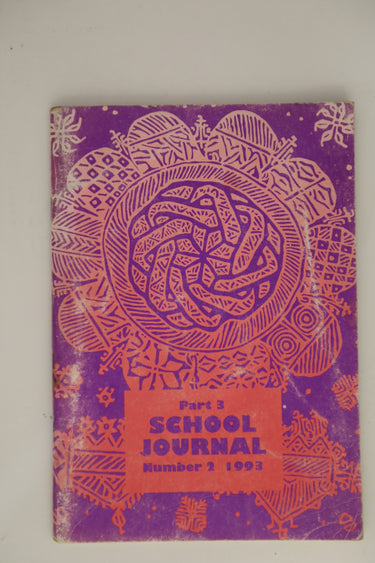 Part 3
SCHOOL
JOURNAL
Number 2 1993